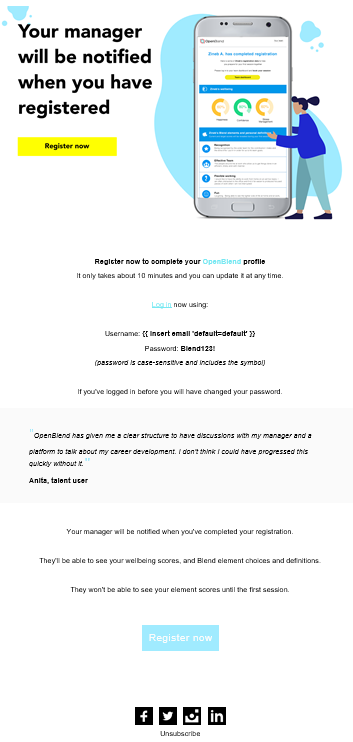 Your manager
will be notified
when you have
registered
Register now
OpenBlend
Zineb A. has completed registration
Recognition
Effective Team
Flexible working
Fun
Register now to complete your OpenBlend profile
It only takes about 10 minutes and you can update it at any time.
Log in now using:
Username: {{ insert email 'default=default' }}
Password: Blend123!
(password is case-sensitive and includes the symbol)
If you've logged in before you will have changed your password.
"OpenBlend has given me a clear structure to have discussions with my manager and a
platform to talk about my career development. I don't think I could have progressed this
quickly without it."
Anita, talent user
Your manager will be notified when you've completed your registration.
They'll be able to see your wellbeing scores, and Blend element choices and definitions.
They won't be able to see your element scores until the first session.
Register now
Unsubscribe